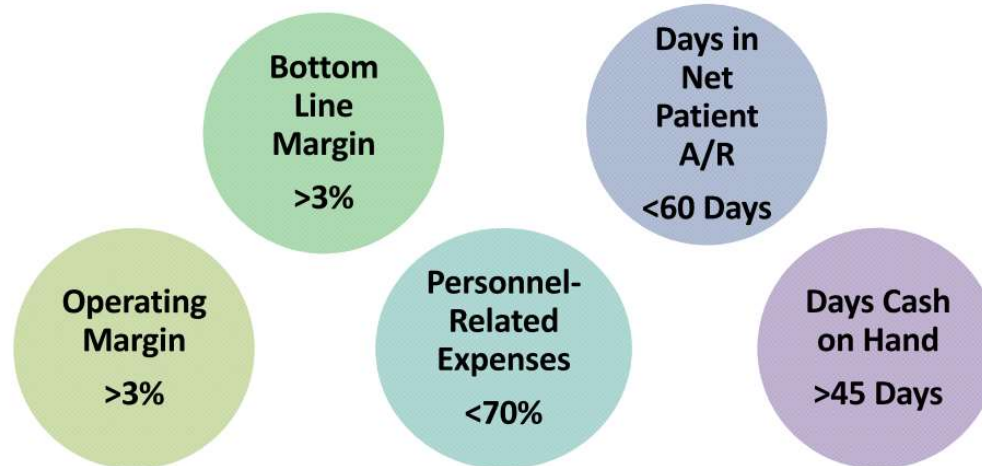 Bottom
Line
Margin
>3%
Days in
Net
Patient
A/R
<60 Days
Operating
Margin
>3%
Personnel-
Related
Expenses
<70%
Days Cash
on Hand
>45 Days